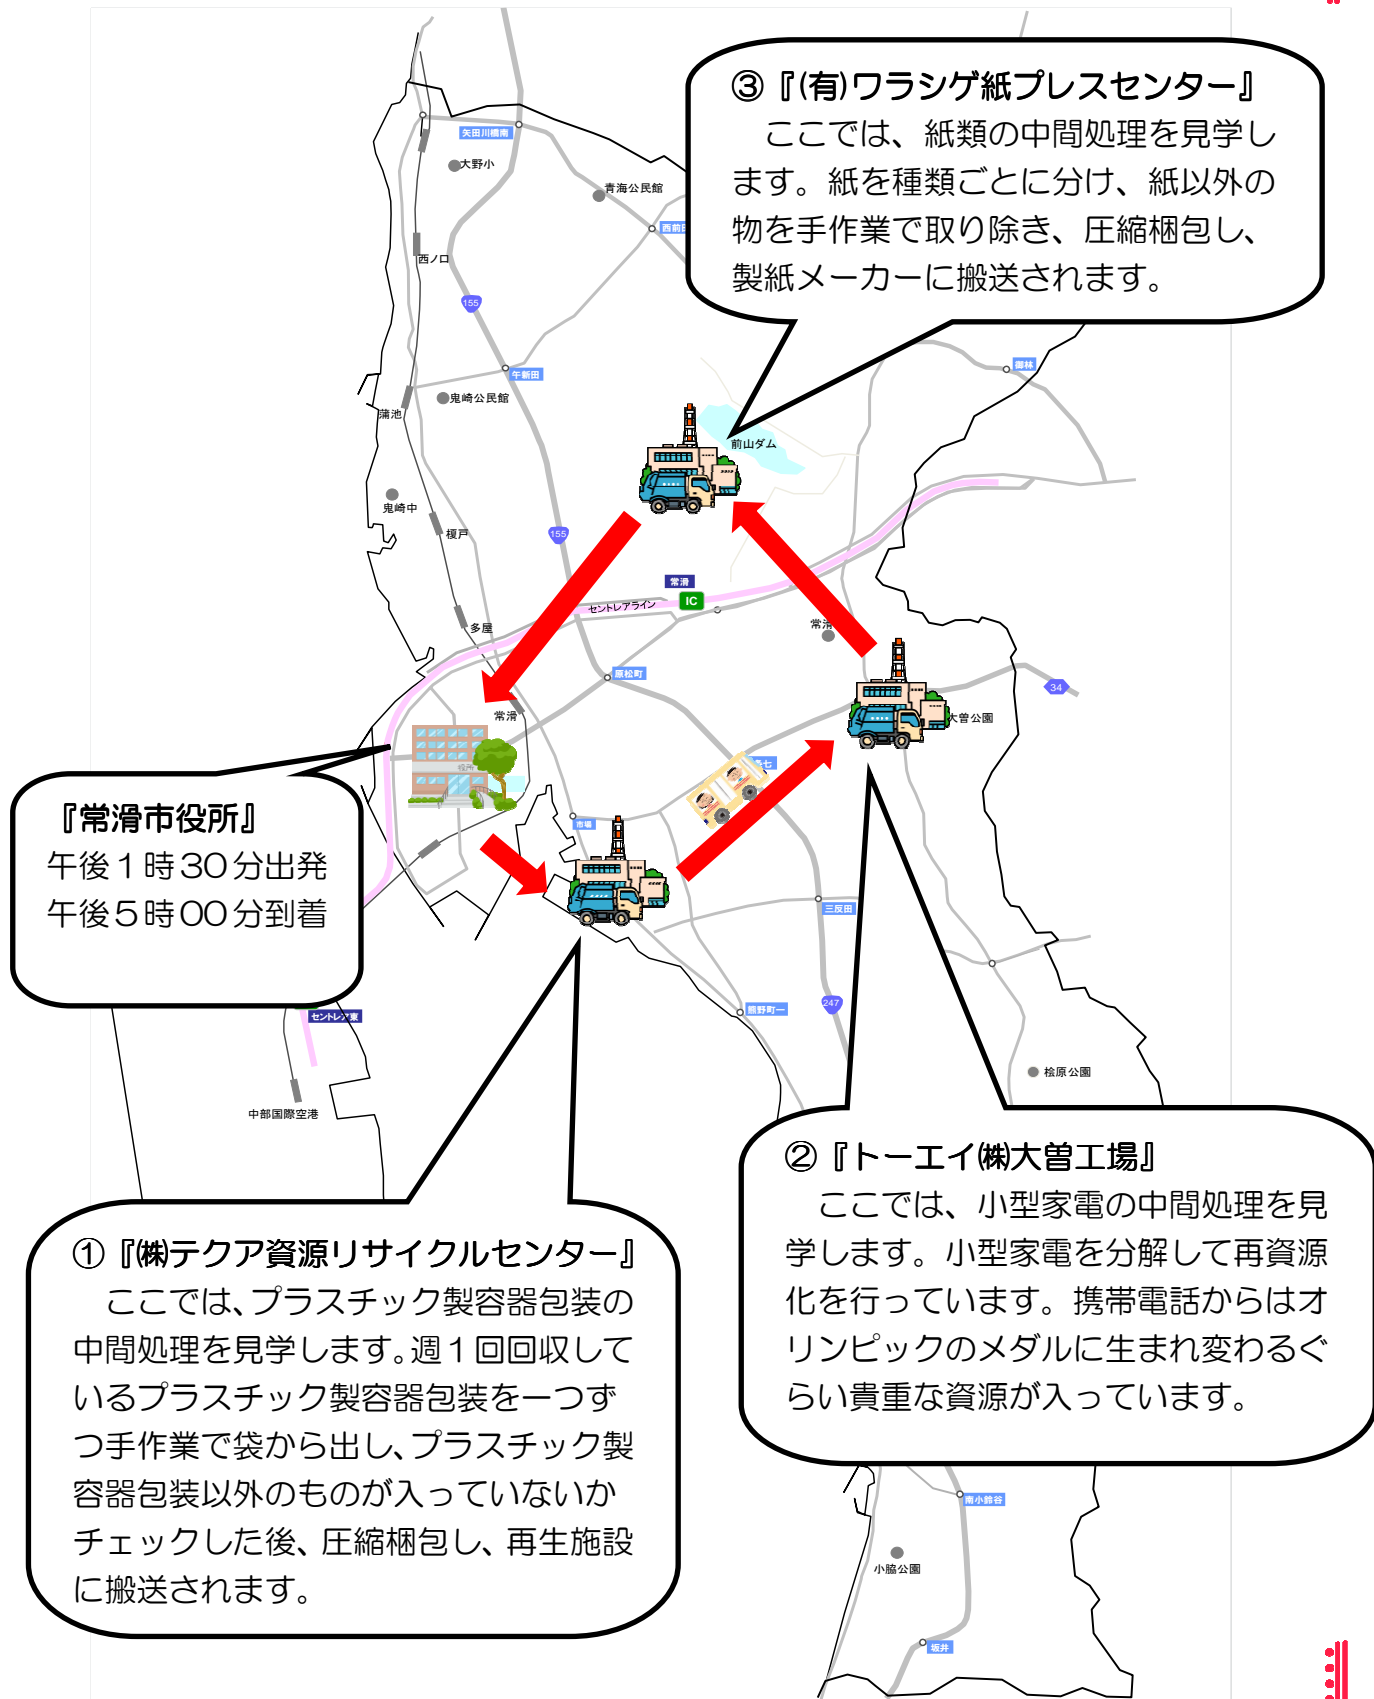 ③『(有)ワラシゲ紙プレスセンター』
ここでは、紙類の中間処理を見学し
ます。紙を種類ごとに分け、紙以外の
物を手作業で取り除き、圧縮梱包し、
製紙メーカーに搬送されます。
矢田川橋南
大野小
青海公民館
西前田
西ノ口
155
午新田
御林
鬼崎公民館
蒲池
前山ダム
鬼崎中
榎戸
155
常滑
IC
セントレアライン
多屋
常滑
原松町
34
常滑
大曽公園
役所
市場
『常滑市役所』
午後1時30分出発
午後5時00分到着
三反田
247
熊野町一
セントレア東
中部国際空港
桧原公園
②『トーエイ㈱大曽工場』
ここでは、小型家電の中間処理を見
学します。小型家電を分解して再資源
化を行っています。携帯電話からはオ
リンピックのメダルに生まれ変わるぐ
らい貴重な資源が入っています。
①『㈱テクア資源リサイクルセンター』
ここでは、プラスチック製容器包装の
中間処理を見学します。週1回回収して
いるプラスチック製容器包装を一つず
つ手作業で袋から出し、プラスチック製
容器包装以外のものが入っていないか
チェックした後、圧縮梱包し、再生施設
に搬送されます。
南小鈴谷
小脇公園
坂井